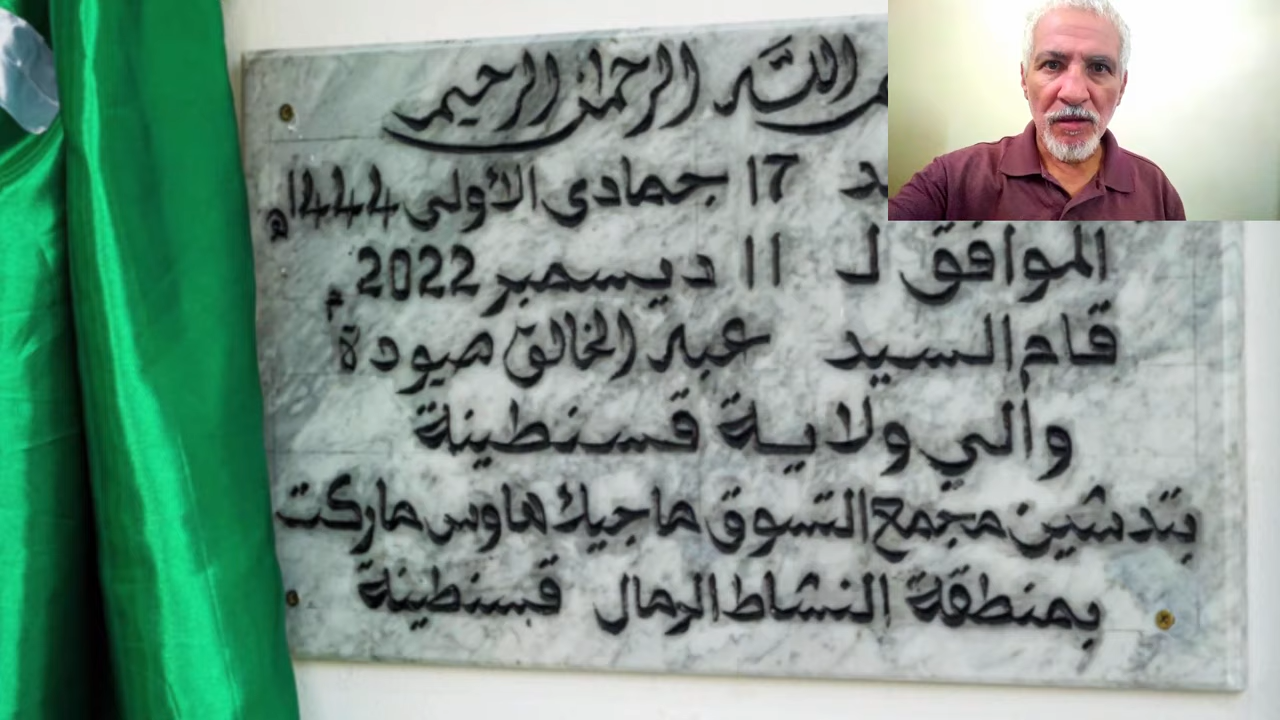 الله الرحمن الرحيم
17 جمادى الأولى 1444هـ
الموافق لـ 11 ديسمبر 2022 م
قام السيد عبد الخالق صيودة
والي ولاية قسنطينة
بتدشين مجمع التسوق ماجيك هاوس ماركت
بمنطقة النشاط الرمال قسنطينة